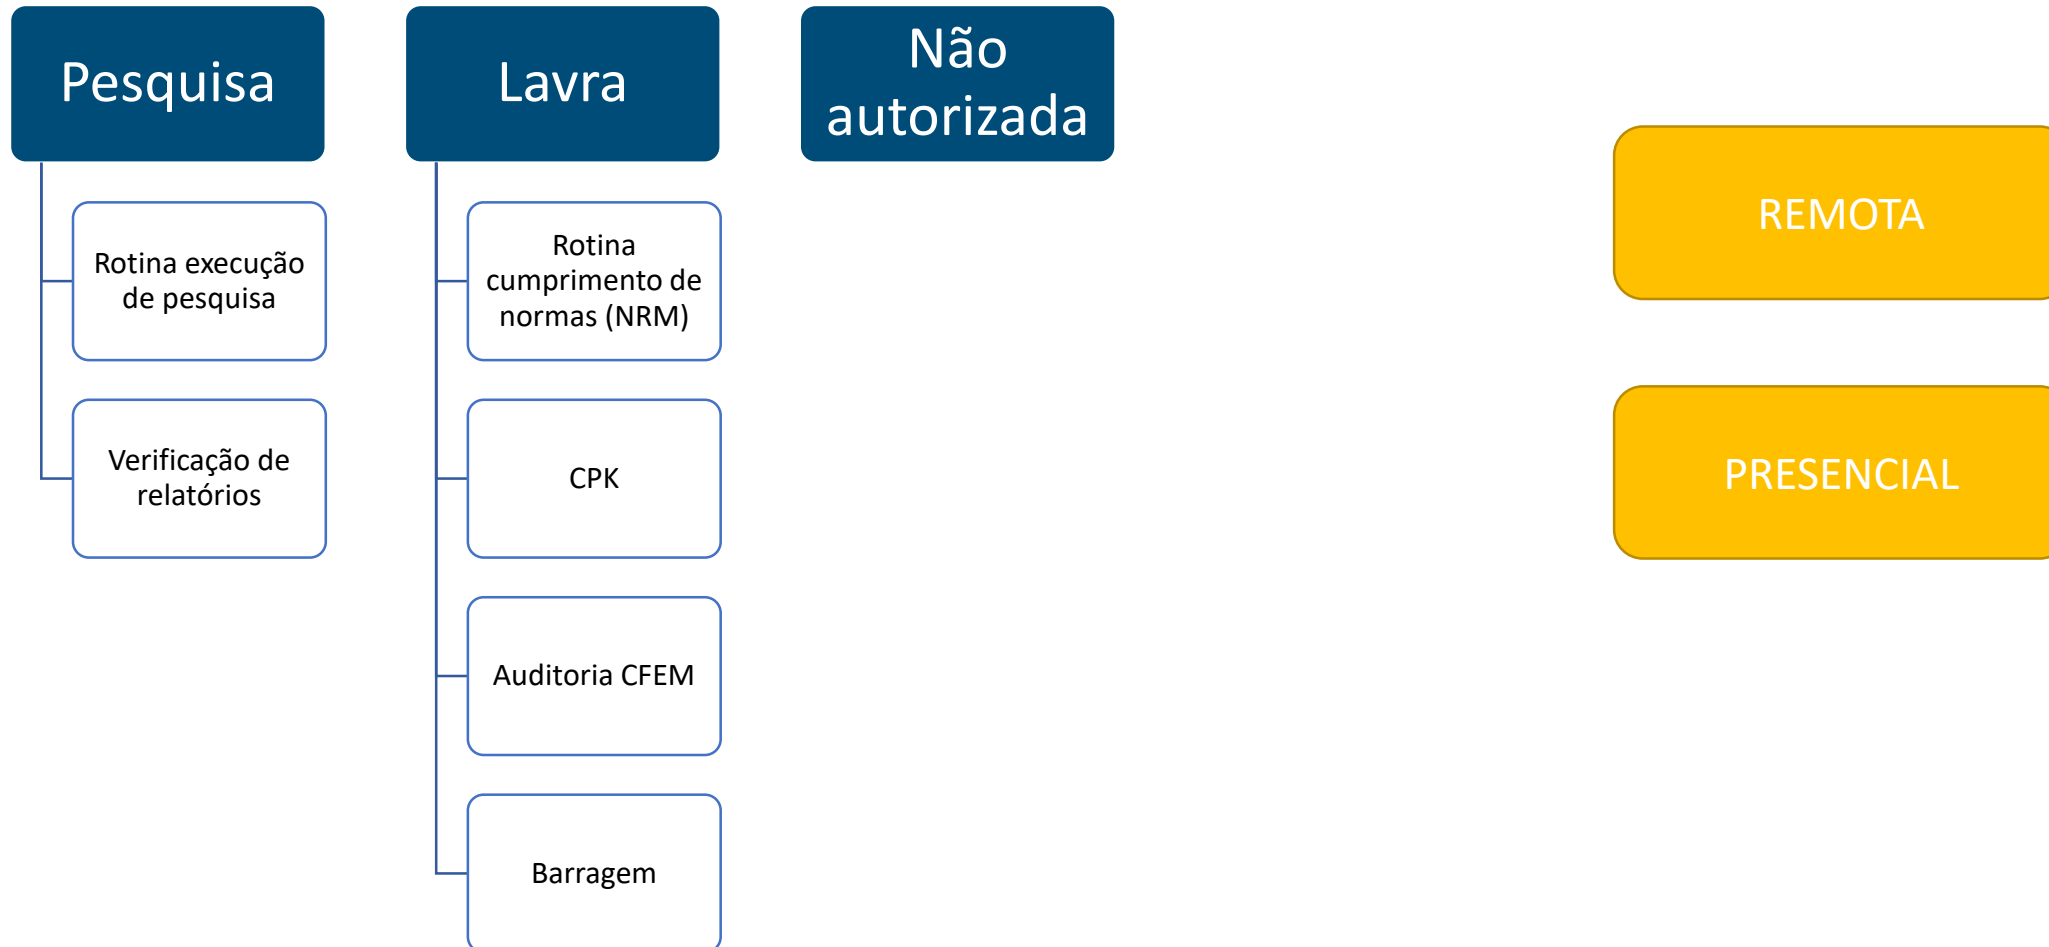 Pesquisa
Rotina execução
de pesquisa
Verificação de
relatórios
Lavra
Rotina
cumprimento de
normas (NRM)
CPK
Auditoria CFEM
Barragem
Não
autorizada
REMOTA
PRESENCIAL